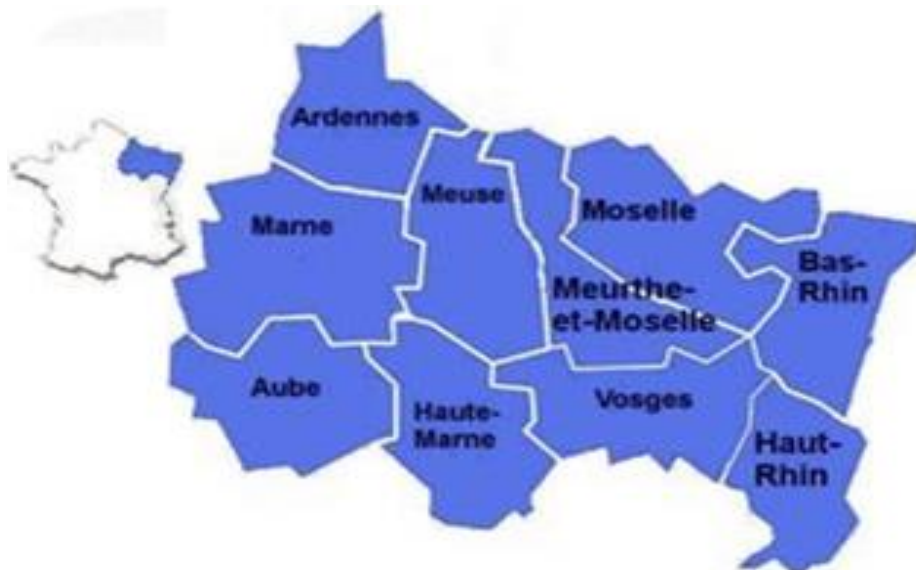 Ardennes
Meuse
Marne
Moselle
Bas-
Rhin
Meurthe-
et-Moselle
Aube
Haute-
Marne
Vosges
Haut-
Rhin